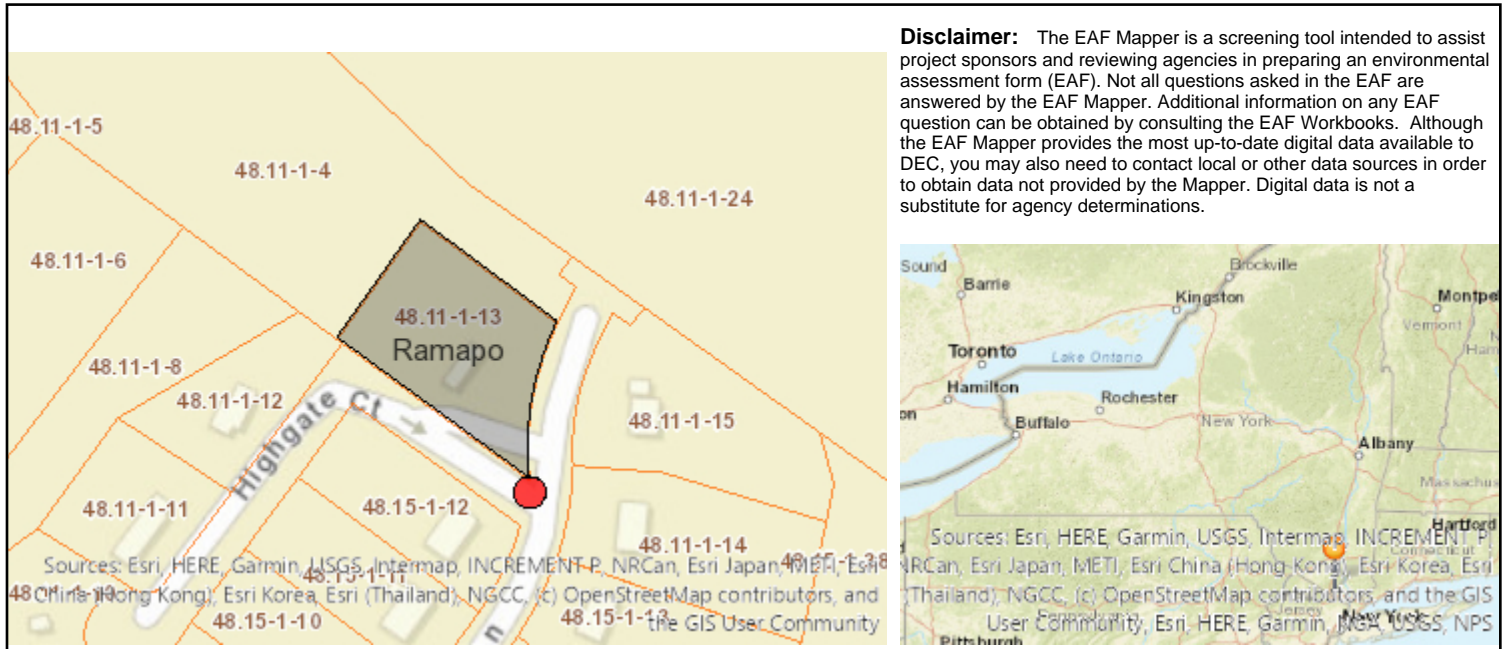 48.11-1-5
48.11-1-4
48.11-1-24
48.11-1-6
48.11-1-13
Ramapo
48.11-1-8
48.11-1-12
Highgate Ct
48.11-1-15
48.11-1-11
48.15-1-12
48.11-1-14
48.15-1-10
Sources: Esri, HERE, Garmin, USGS, Intermap, INCREMENT P, NRCan, Esri Japan, METI, Esri
China (Hong Kong), Esri Korea, Esri (Thailand), NGCC, (c) OpenStreetMap contributors, and
the GIS User Community
n
Disclaimer: The EAF Mapper is a screening tool intended to assist
project sponsors and reviewing agencies in preparing an environmental
assessment form (EAF). Not all questions asked in the EAF are
answered by the EAF Mapper. Additional information on any EAF
question can be obtained by consulting the EAF Workbooks. Although
the EAF Mapper provides the most up-to-date digital data available to
DEC, you may also need to contact local or other data sources in order
to obtain data not provided by the Mapper. Digital data is not a
substitute for agency determinations.
Sound
Barrie
Brockville
Kingston
Montpe
Vermont
Toronto
Lake Ontario
Hamilton
Rochester
Buffalo
New York
Albany
Massachus
Hartford
Connecticut
Sources: Esri, HERE, Garmin, USGS, Intermap, INCREMENT P,
NRCan, Esri Japan, METI, Esri China (Hong Kong), Esri Korea, Esri
(Thailand), NGCC, (c) OpenStreetMap contributors, and the GIS
User Community, Esri, HERE, Garmin, NGA, USGS, NPS
Pennsylvania
Jersey
New York
Pittsburgh